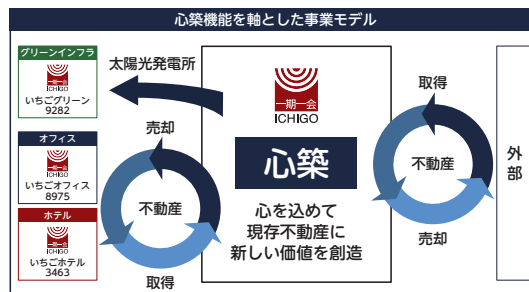 心築機能を軸とした事業モデル
グリーンインフラ
一期一会
ICHIGO
いちごグリーン
9282
オフィス
一期一会
ICHIGO
いちごオフィス
8975
ホテル
一期一会
ICHIGO
いちごホテル
3463
太陽光発電所
売却
不動産
取得
一期一会
ICHIGO
心築
心を込めて
現存不動産に
新しい価値を創造
取得
不動産
売却
外
部